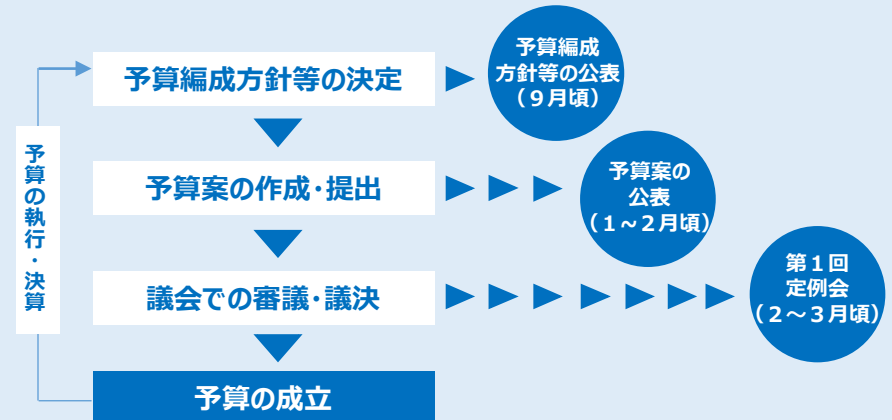 予算編成方針等の決定
予算編成
方針等の公表
（９月頃）
予算案の作成･提出
予算案の
公表
（１~２月頃）
議会での審議･議決
第１回
定例会
（２～３月頃）
予算の成立
予算の執行・決算